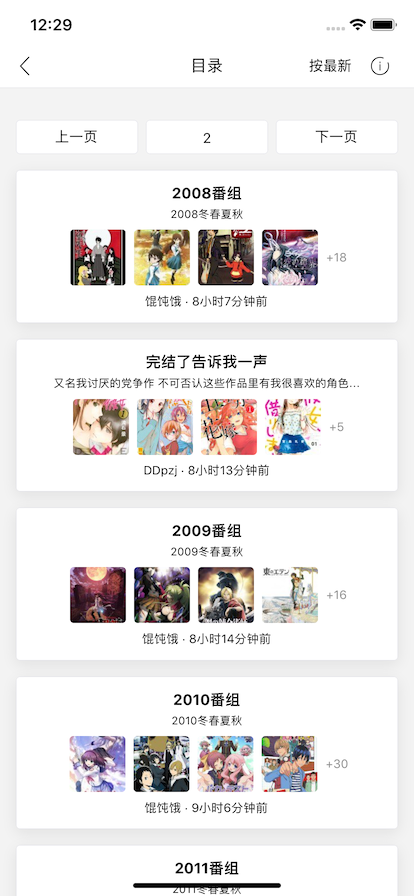 12:29
目录
按最新
上一页
2
下一页
2008番组
2008冬春夏秋
+18
馄饨饿 · 8小时7分钟前
完结了告诉我一声
又名我讨厌的党争作 不可否认这些作品里有我很喜欢的角色...
+5
DDpzj · 8小时13分钟前
2009番组
2009冬春夏秋
東のエデン
+16
馄饨饿 · 8小时14分钟前
2010番组
2010冬春夏秋
+30
馄饨饿 · 9小时6分钟前
2011番组
2011冬春夏秋